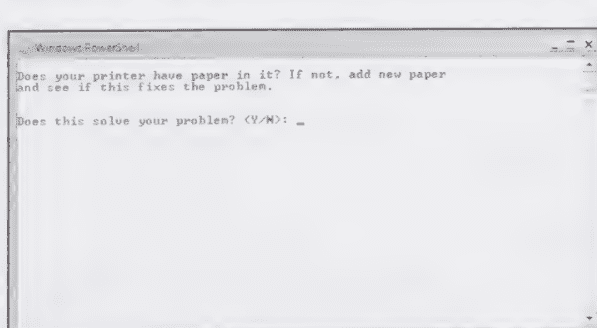 Windows PowerShell
Does your printer have paper in it? If not, add new paper
and see if this fixes the problem.
Does this solve your problem? (Y/N): _